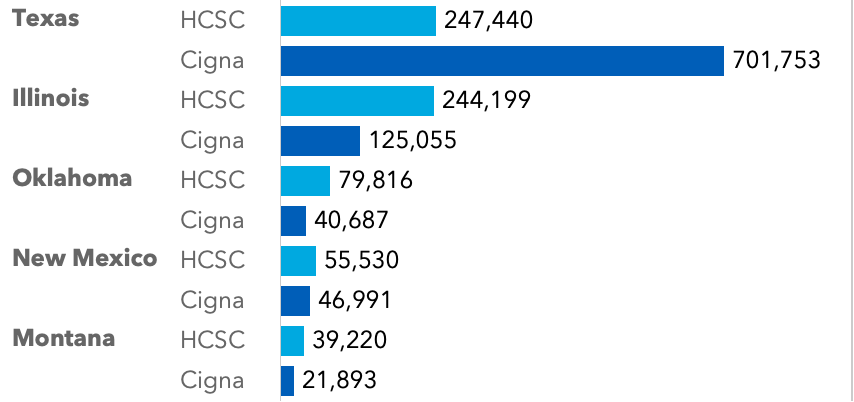 Texas HCSC 247,440
Cigna 701,753
Illinois HCSC 244,199
Cigna 125,055
Oklahoma HCSC 79,816
Cigna 40,687
New Mexico HCSC 55,530
Cigna 46,991
Montana HCSC 39,220
Cigna 21,893